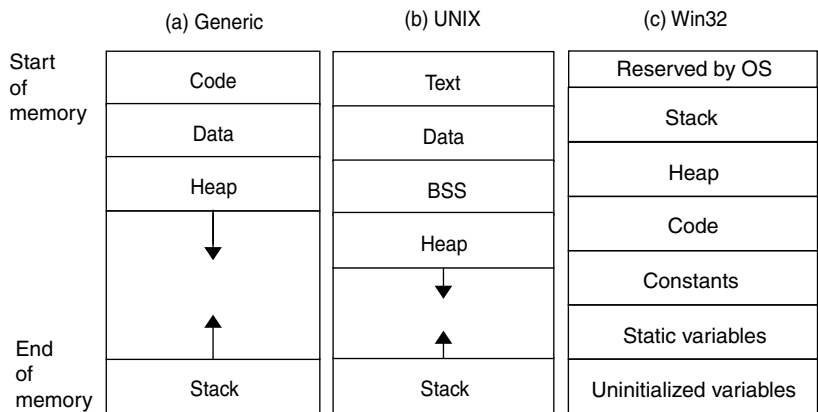 (a) Generic
(b) UNIX
(c) Win32
Start
of
memory
End
of
memory
Code
Data
Heap
Stack
Text
Data
BSS
Heap
Stack
Reserved by OS
Stack
Heap
Code
Constants
Static variables
Uninitialized variables